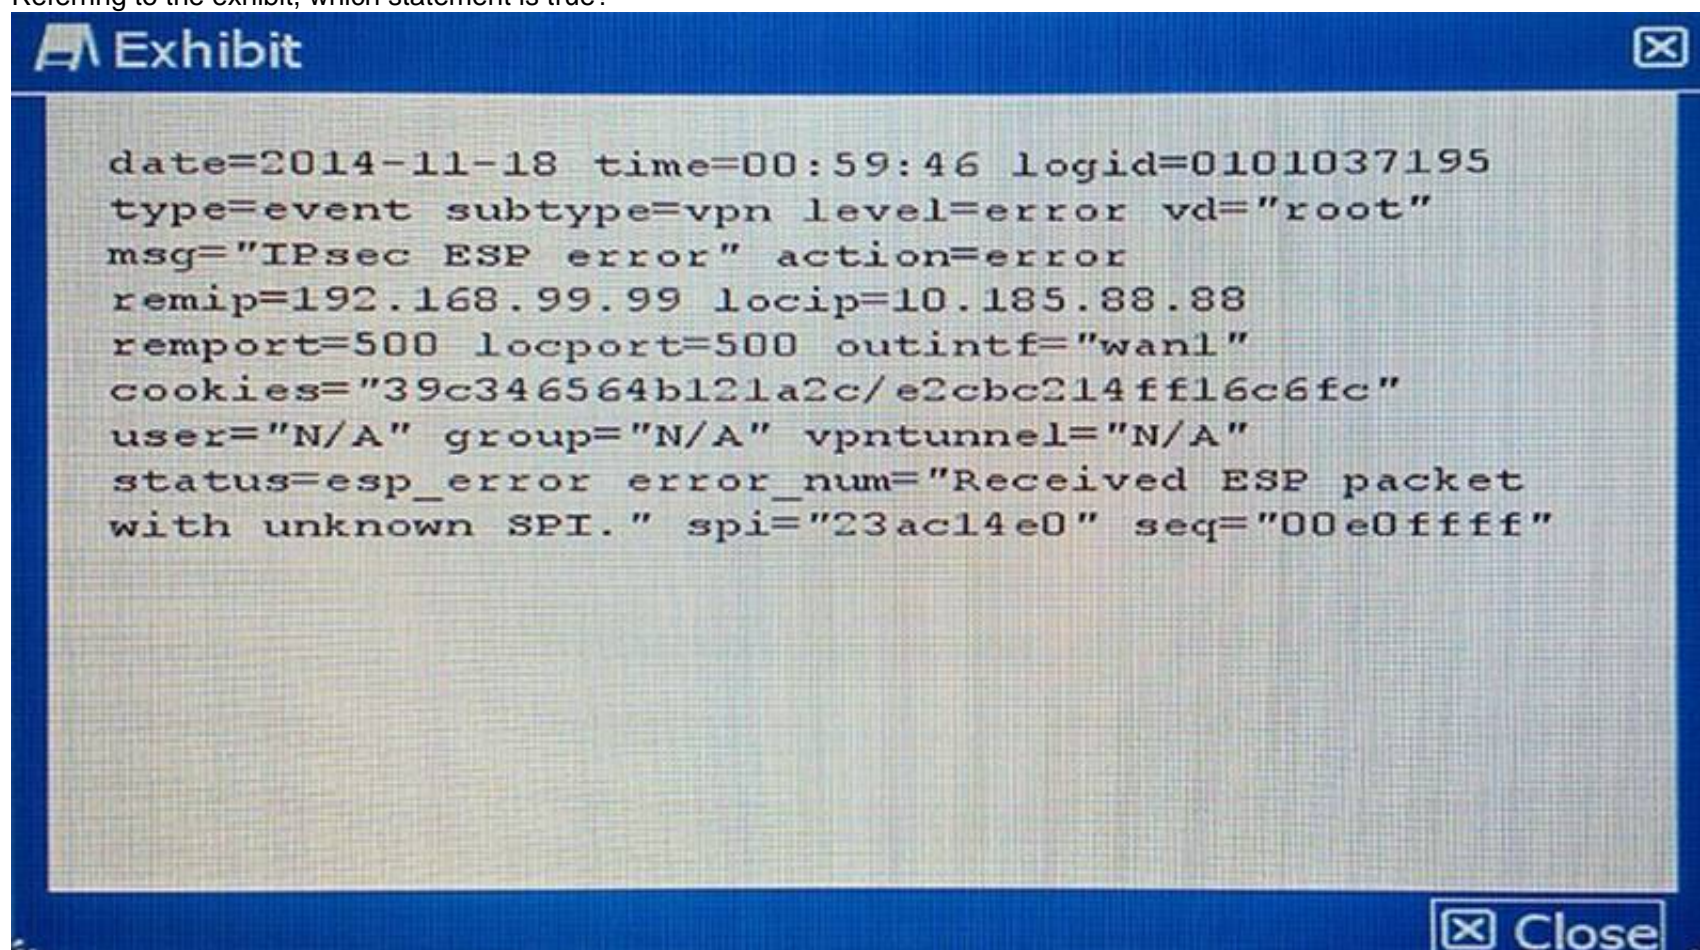 Referring to the exhibit, which statement is true?
Exhibit
date=2014-11-18 time=00:59:46 logid=0101037195
type=event subtype=vpn level=error vd="root"
msg="IPsec ESP error" action=error
remip=192.168.99.99 locip=10.185.88.88
remport=500 locport=500 outintf="wan1"
cookies="39c346564b121a2c/e2cbc214ff16c6fc"
user="N/A" group="N/A" vpntunnel="N/A"
status=esp_error error_num="Received ESP packet
with unknown SPI." spi="23ac14e0" seq="00e0ffff"
Close